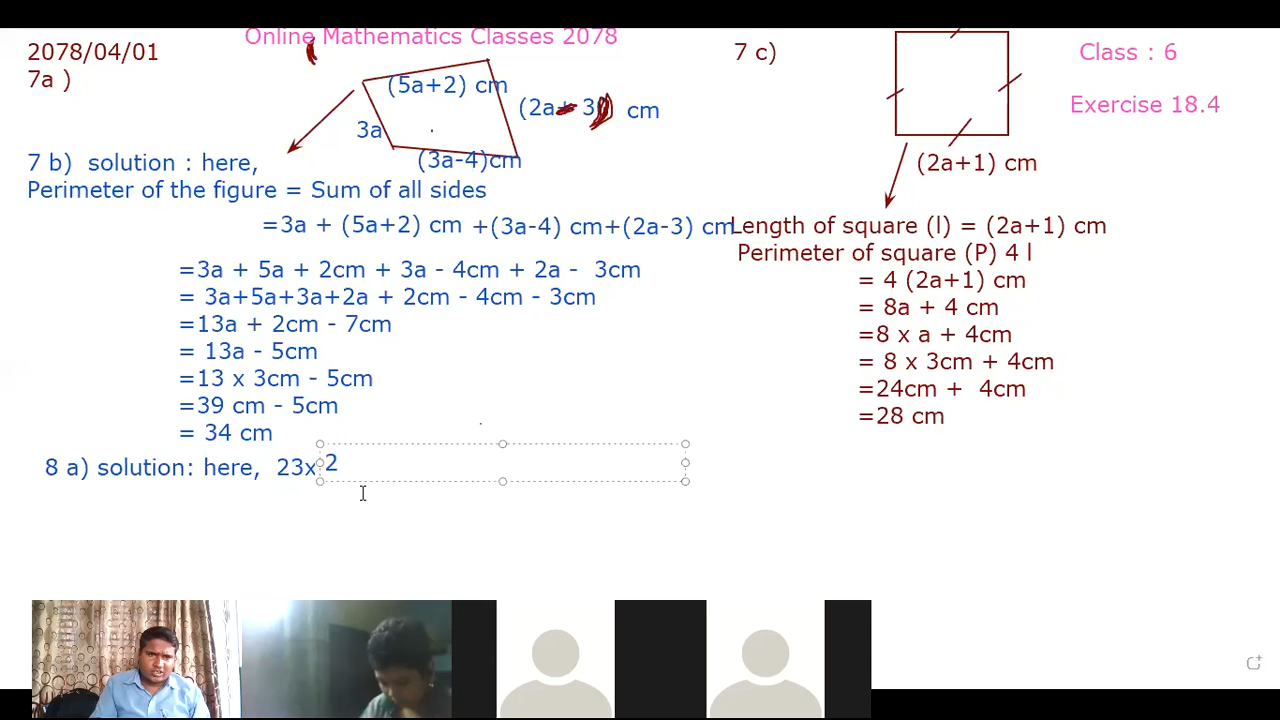 Online Mathematics Classes 2078
2078/04/01
7a )
(5a+2) cm
(2a- 3) cm
3a
(3a-4)cm
7 b) solution : here,
Perimeter of the figure = Sum of all sides
=3a + (5a+2) cm +(3a-4) cm+(2a-3) cm
=3a + 5a + 2cm + 3a - 4cm + 2a - 3cm
= 3a+5a+3a+2a + 2cm - 4cm - 3cm
=13a + 2cm - 7cm
= 13a - 5cm
=13 x 3cm - 5cm
=39 cm - 5cm
= 34 cm
8 a) solution: here, 23x 2
7 c)
Class : 6
Exercise 18.4
(2a+1) cm
Length of square (l) = (2a+1) cm
Perimeter of square (P) 4 l
= 4 (2a+1) cm
= 8a + 4 cm
=8 x a + 4cm
= 8 x 3cm + 4cm
=24cm + 4cm
=28 cm